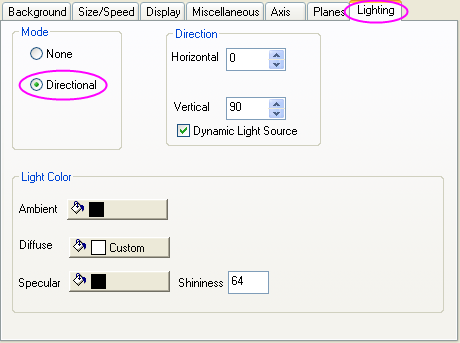 Background Size/Speed Display Miscellaneous Axis Planes Lighting
Mode
None
Directional
Direction
Horizontal 0
Vertical 90
Dynamic Light Source
Light Color
Ambient
Diffuse Custom
Specular Shininess 64